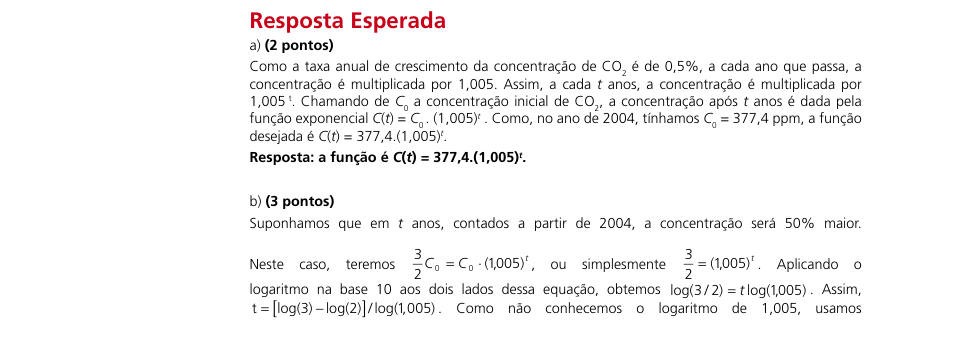 Resposta Esperada
a) (2 pontos)
Como a taxa anual de crescimento da concentração de CO₂ é de 0,5%, a cada ano que passa, a
concentração é multiplicada por 1,005. Assim, a cada t anos, a concentração é multiplicada por
1,005 ᵗ. Chamando de C₀ a concentração inicial de CO₂, a concentração após t anos é dada pela
função exponencial C(t) = C₀ . (1,005)ᵗ . Como, no ano de 2004, tínhamos C₀ = 377,4 ppm, a função
desejada é C(t) = 377,4.(1,005)ᵗ.
Resposta: a função é C(t) = 377,4.(1,005)ᵗ.
b) (3 pontos)
Suponhamos que em t anos, contados a partir de 2004, a concentração será 50% maior.
Neste caso, teremos 3/2 C₀ = C₀ · (1,005)ᵗ , ou simplesmente 3/2 = (1,005)ᵗ . Aplicando o
logaritmo na base 10 aos dois lados dessa equação, obtemos log(3/2) = t log(1,005) . Assim,
t = [log(3) – log(2)]/log(1,005) . Como não conhecemos o logaritmo de 1,005, usamos